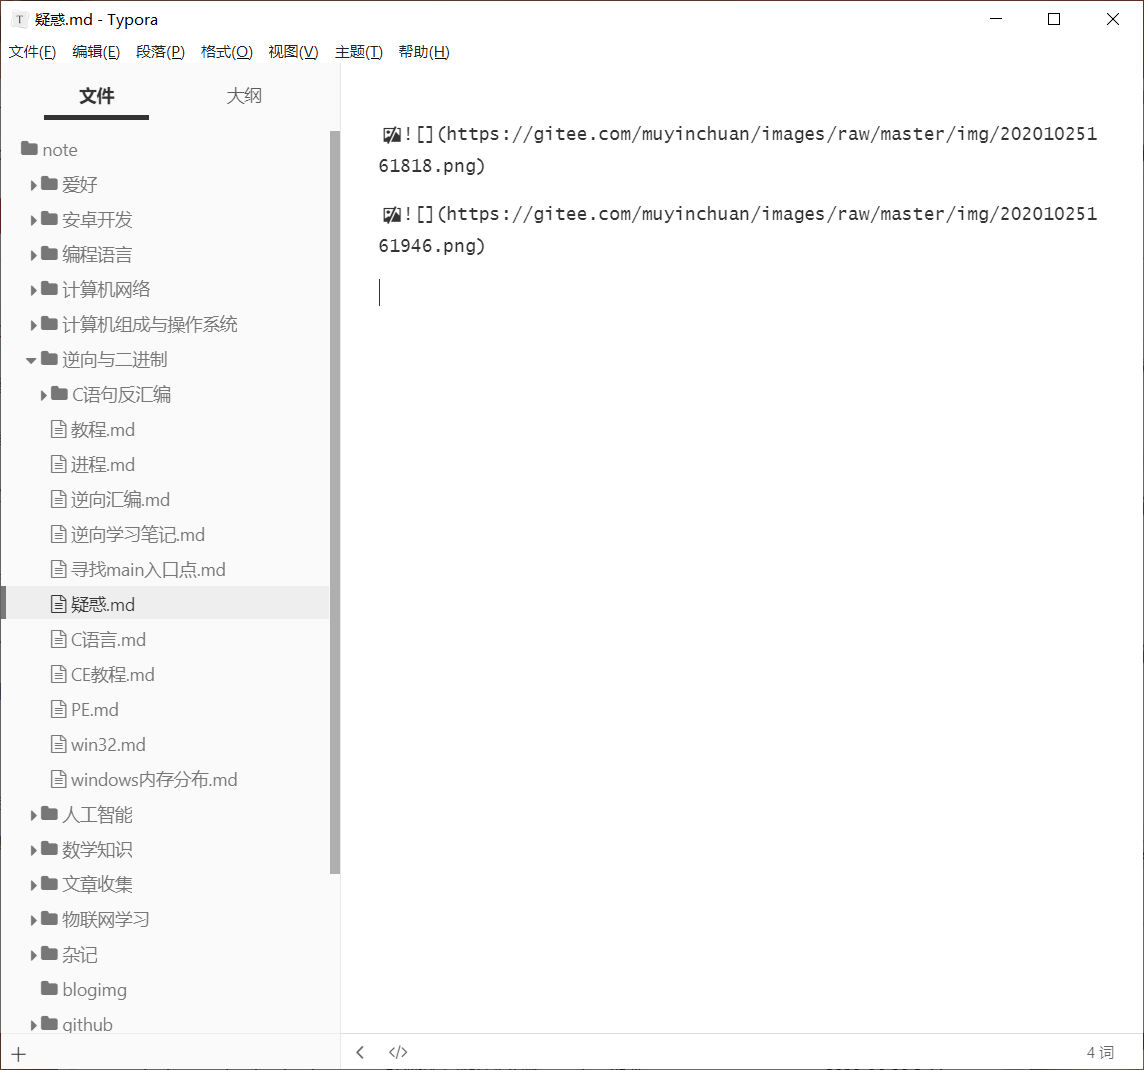 疑惑.md - Typora
文件(F) 编辑(E) 段落(P) 格式(O) 视图(V) 主题(T) 帮助(H)
文件 大纲
note
爱好
安卓开发
编程语言
计算机网络
计算机组成与操作系统
逆向与二进制
C语句反汇编
教程.md
进程.md
逆向汇编.md
逆向学习笔记.md
寻找main入口点.md
疑惑.md
C语言.md
CE教程.md
PE.md
win32.md
windows内存分布.md
人工智能
数学知识
文章收集
物联网学习
杂记
blogimg
github
![](https://gitee.com/muyinchuan/images/raw/master/img/202010251
61818.png)
![](https://gitee.com/muyinchuan/images/raw/master/img/202010251
61946.png)
4 词